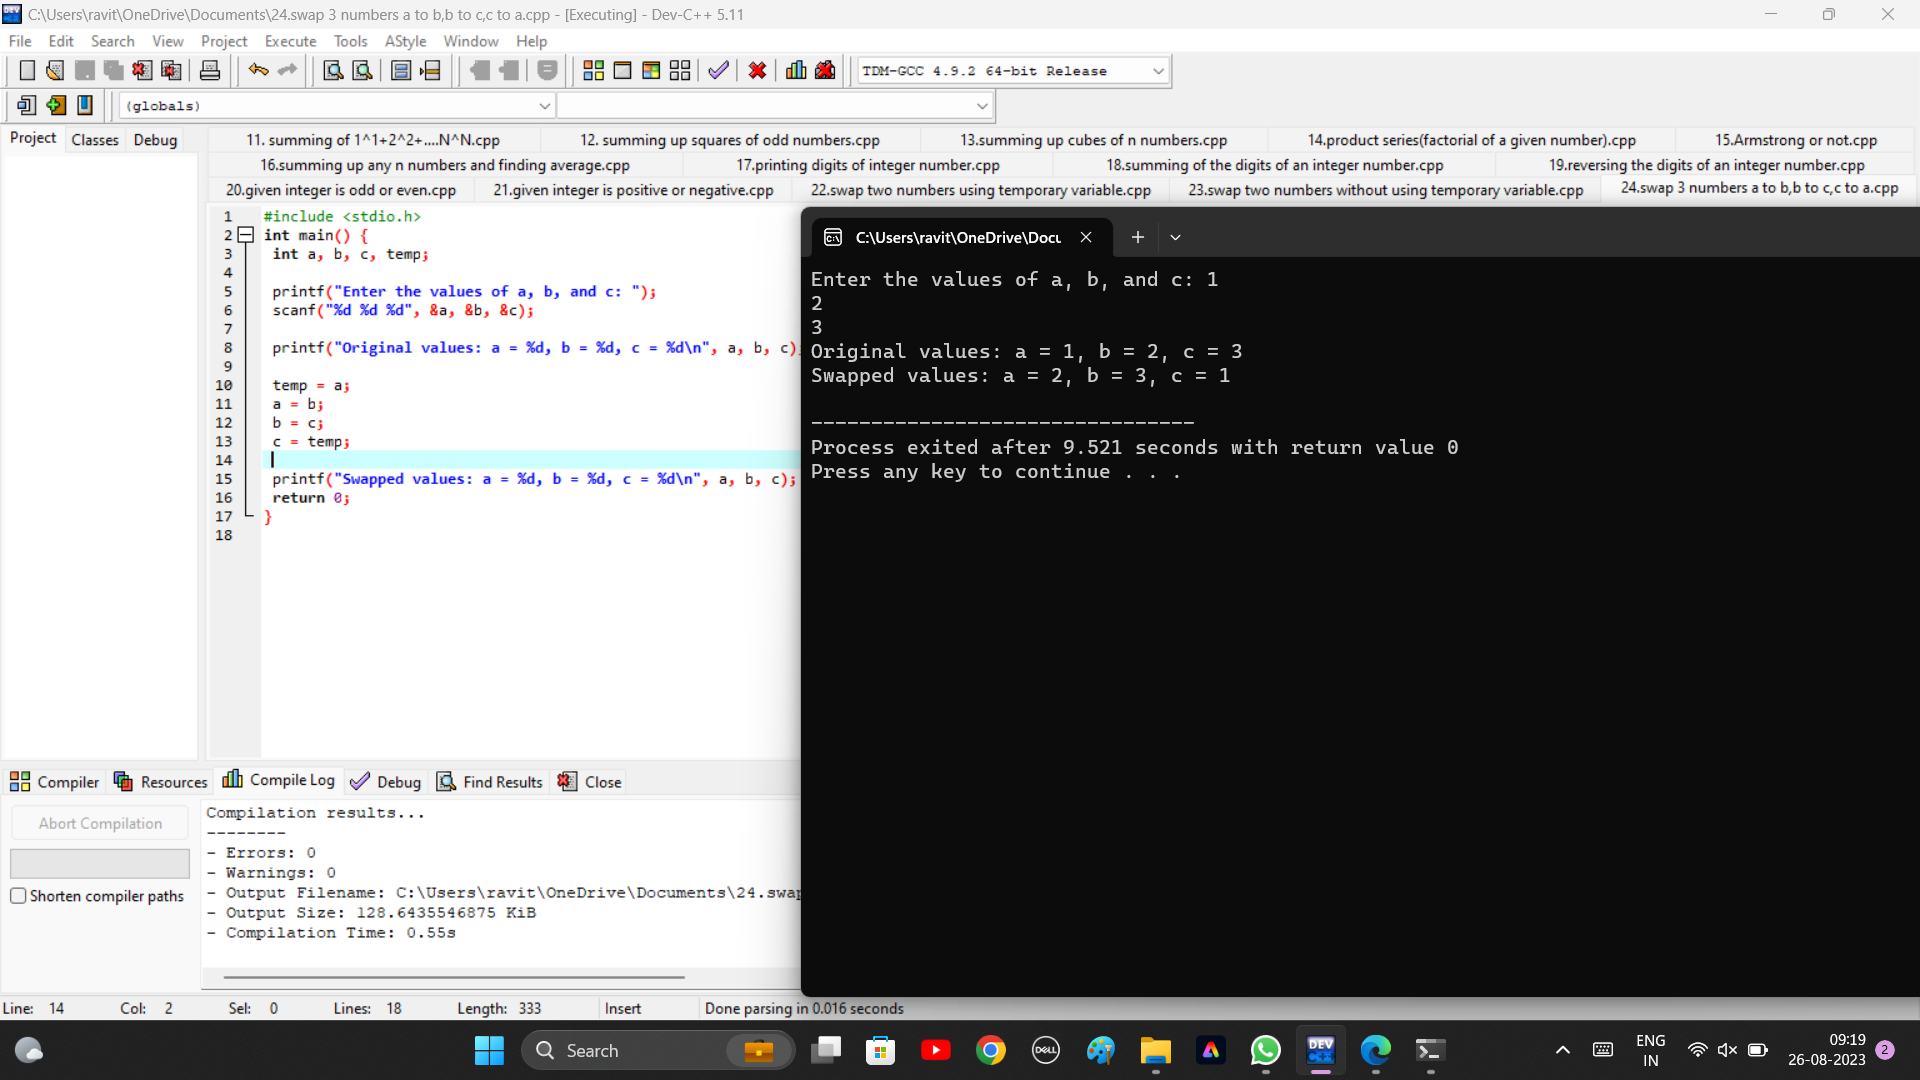 C:\Users\ravit\OneDrive\Documents\24.swap 3 numbers a to b,b to c,c to a.cpp - [Executing] - Dev-C++ 5.11
File Edit Search View Project Execute Tools AStyle Window Help
TDM-GCC 4.9.2 64-bit Release
(globals)
Project Classes Debug
11. summing of 1^1+2^2+....N^N.cpp 12. summing up squares of odd numbers.cpp 13.summing up cubes of n numbers.cpp 14.product series(factorial of a given number).cpp 15.Armstrong or not.cpp
16.summing up any n numbers and finding average.cpp 17.printing digits of integer number.cpp 18.summing of the digits of an integer number.cpp 19.reversing the digits of an integer number.cpp
20.given integer is odd or even.cpp 21.given integer is positive or negative.cpp 22.swap two numbers using temporary variable.cpp 23.swap two numbers without using temporary variable.cpp 24.swap 3 numbers a to b,b to c,c to a.cpp
1 #include <stdio.h>
2 int main() {
3 int a, b, c, temp;
4
5 printf("Enter the values of a, b, and c: ");
6 scanf("%d %d %d", &a, &b, &c);
7
8 printf("Original values: a = %d, b = %d, c = %d\n", a, b, c)
9
10 temp = a;
11 a = b;
12 b = c;
13 c = temp;
14
15 printf("Swapped values: a = %d, b = %d, c = %d\n", a, b, c);
16 return 0;
17 }
18
C:\Users\ravit\OneDrive\Docu
Enter the values of a, b, and c: 1
2
3
Original values: a = 1, b = 2, c = 3
Swapped values: a = 2, b = 3, c = 1
--------------------------------
Process exited after 9.521 seconds with return value 0
Press any key to continue . . .
Compiler Resources Compile Log Debug Find Results Close
Abort Compilation
Shorten compiler paths
Compilation results...
--------
- Errors: 0
- Warnings: 0
- Output Filename: C:\Users\ravit\OneDrive\Documents\24.swap
- Output Size: 128.6435546875 KiB
- Compilation Time: 0.55s
Line: 14 Col: 2 Sel: 0 Lines: 18 Length: 333 Insert Done parsing in 0.016 seconds
Search
DELL
DEV
C++
ENG
IN
09:19
26-08-2023
2